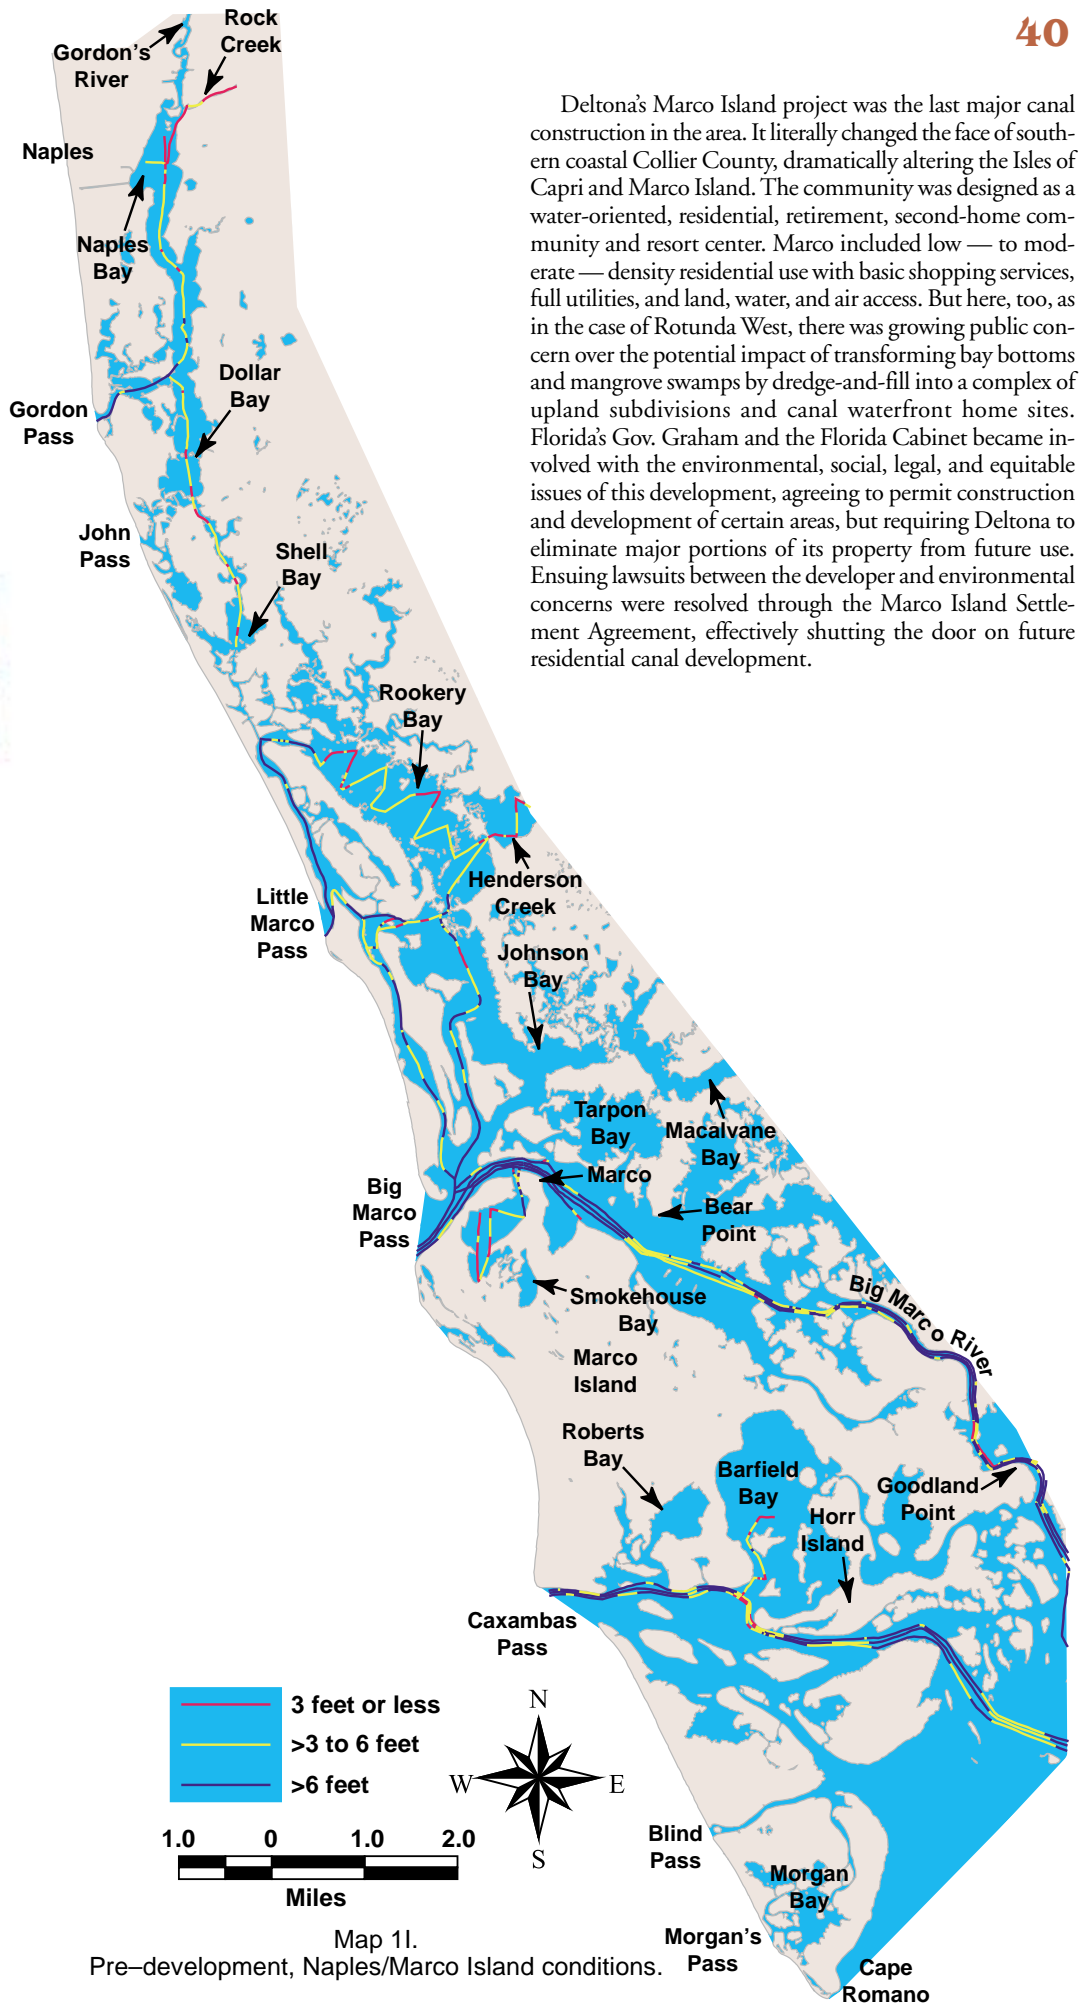 40
Deltona's Marco Island project was the last major canal
construction in the area. It literally changed the face of south-
ern coastal Collier County, dramatically altering the Isles of
Capri and Marco Island. The community was designed as a
water-oriented, residential, retirement, second-home com-
munity and resort center. Marco included low — to mod-
erate — density residential use with basic shopping services,
full utilities, and land, water, and air access. But here, too, as
in the case of Rotunda West, there was growing public con-
cern over the potential impact of transforming bay bottoms
and mangrove swamps by dredge-and-fill into a complex of
upland subdivisions and canal waterfront home sites.
Florida's Gov. Graham and the Florida Cabinet became in-
volved with the environmental, social, legal, and equitable
issues of this development, agreeing to permit construction
and development of certain areas, but requiring Deltona to
eliminate major portions of its property from future use.
Ensuing lawsuits between the developer and environmental
concerns were resolved through the Marco Island Settle-
ment Agreement, effectively shutting the door on future
residential canal development.
Rock
Creek
Gordon's
River
Naples
Naples
Bay
Dollar
Bay
Gordon
Pass
John
Pass
Shell
Bay
Rookery
Bay
Henderson
Creek
Little
Marco
Pass
Johnson
Bay
Tarpon
Bay
Macalvane
Bay
Marco
Big
Marco
Pass
Bear
Point
Smokehouse
Bay
Big Marco River
Marco
Island
Roberts
Bay
Barfield
Bay
Goodland
Point
Horr
Island
Caxambas
Pass
3 feet or less
>3 to 6 feet
>6 feet
N
W
E
S
1.0 0 1.0 2.0
Miles
Blind
Pass
Morgan
Bay
Morgan's
Pass
Cape
Romano
Map 1I.
Pre–development, Naples/Marco Island conditions.